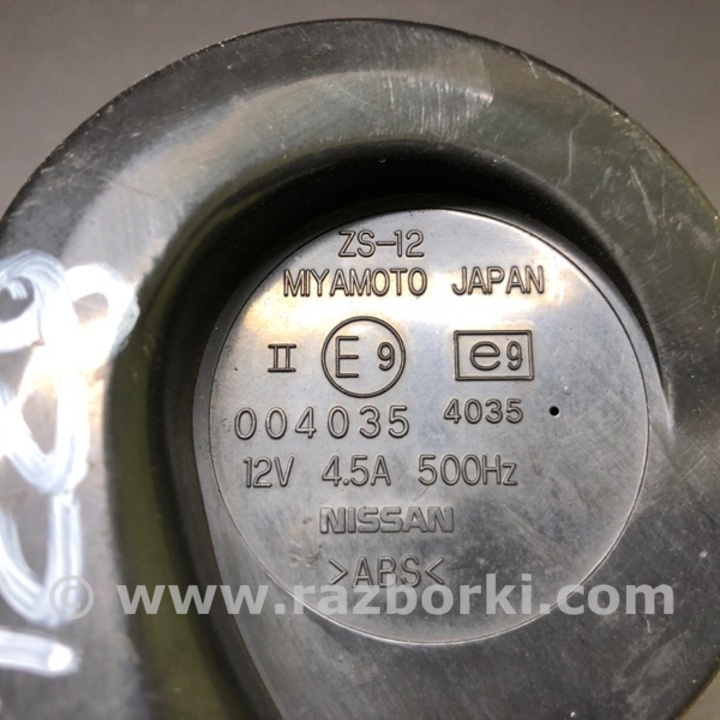 ZS-12
MIYAMOTO JAPAN
II E9 e9
004035 4035
12V 4.5A 500Hz
NISSAN
>ABS<
© www.razborki.com